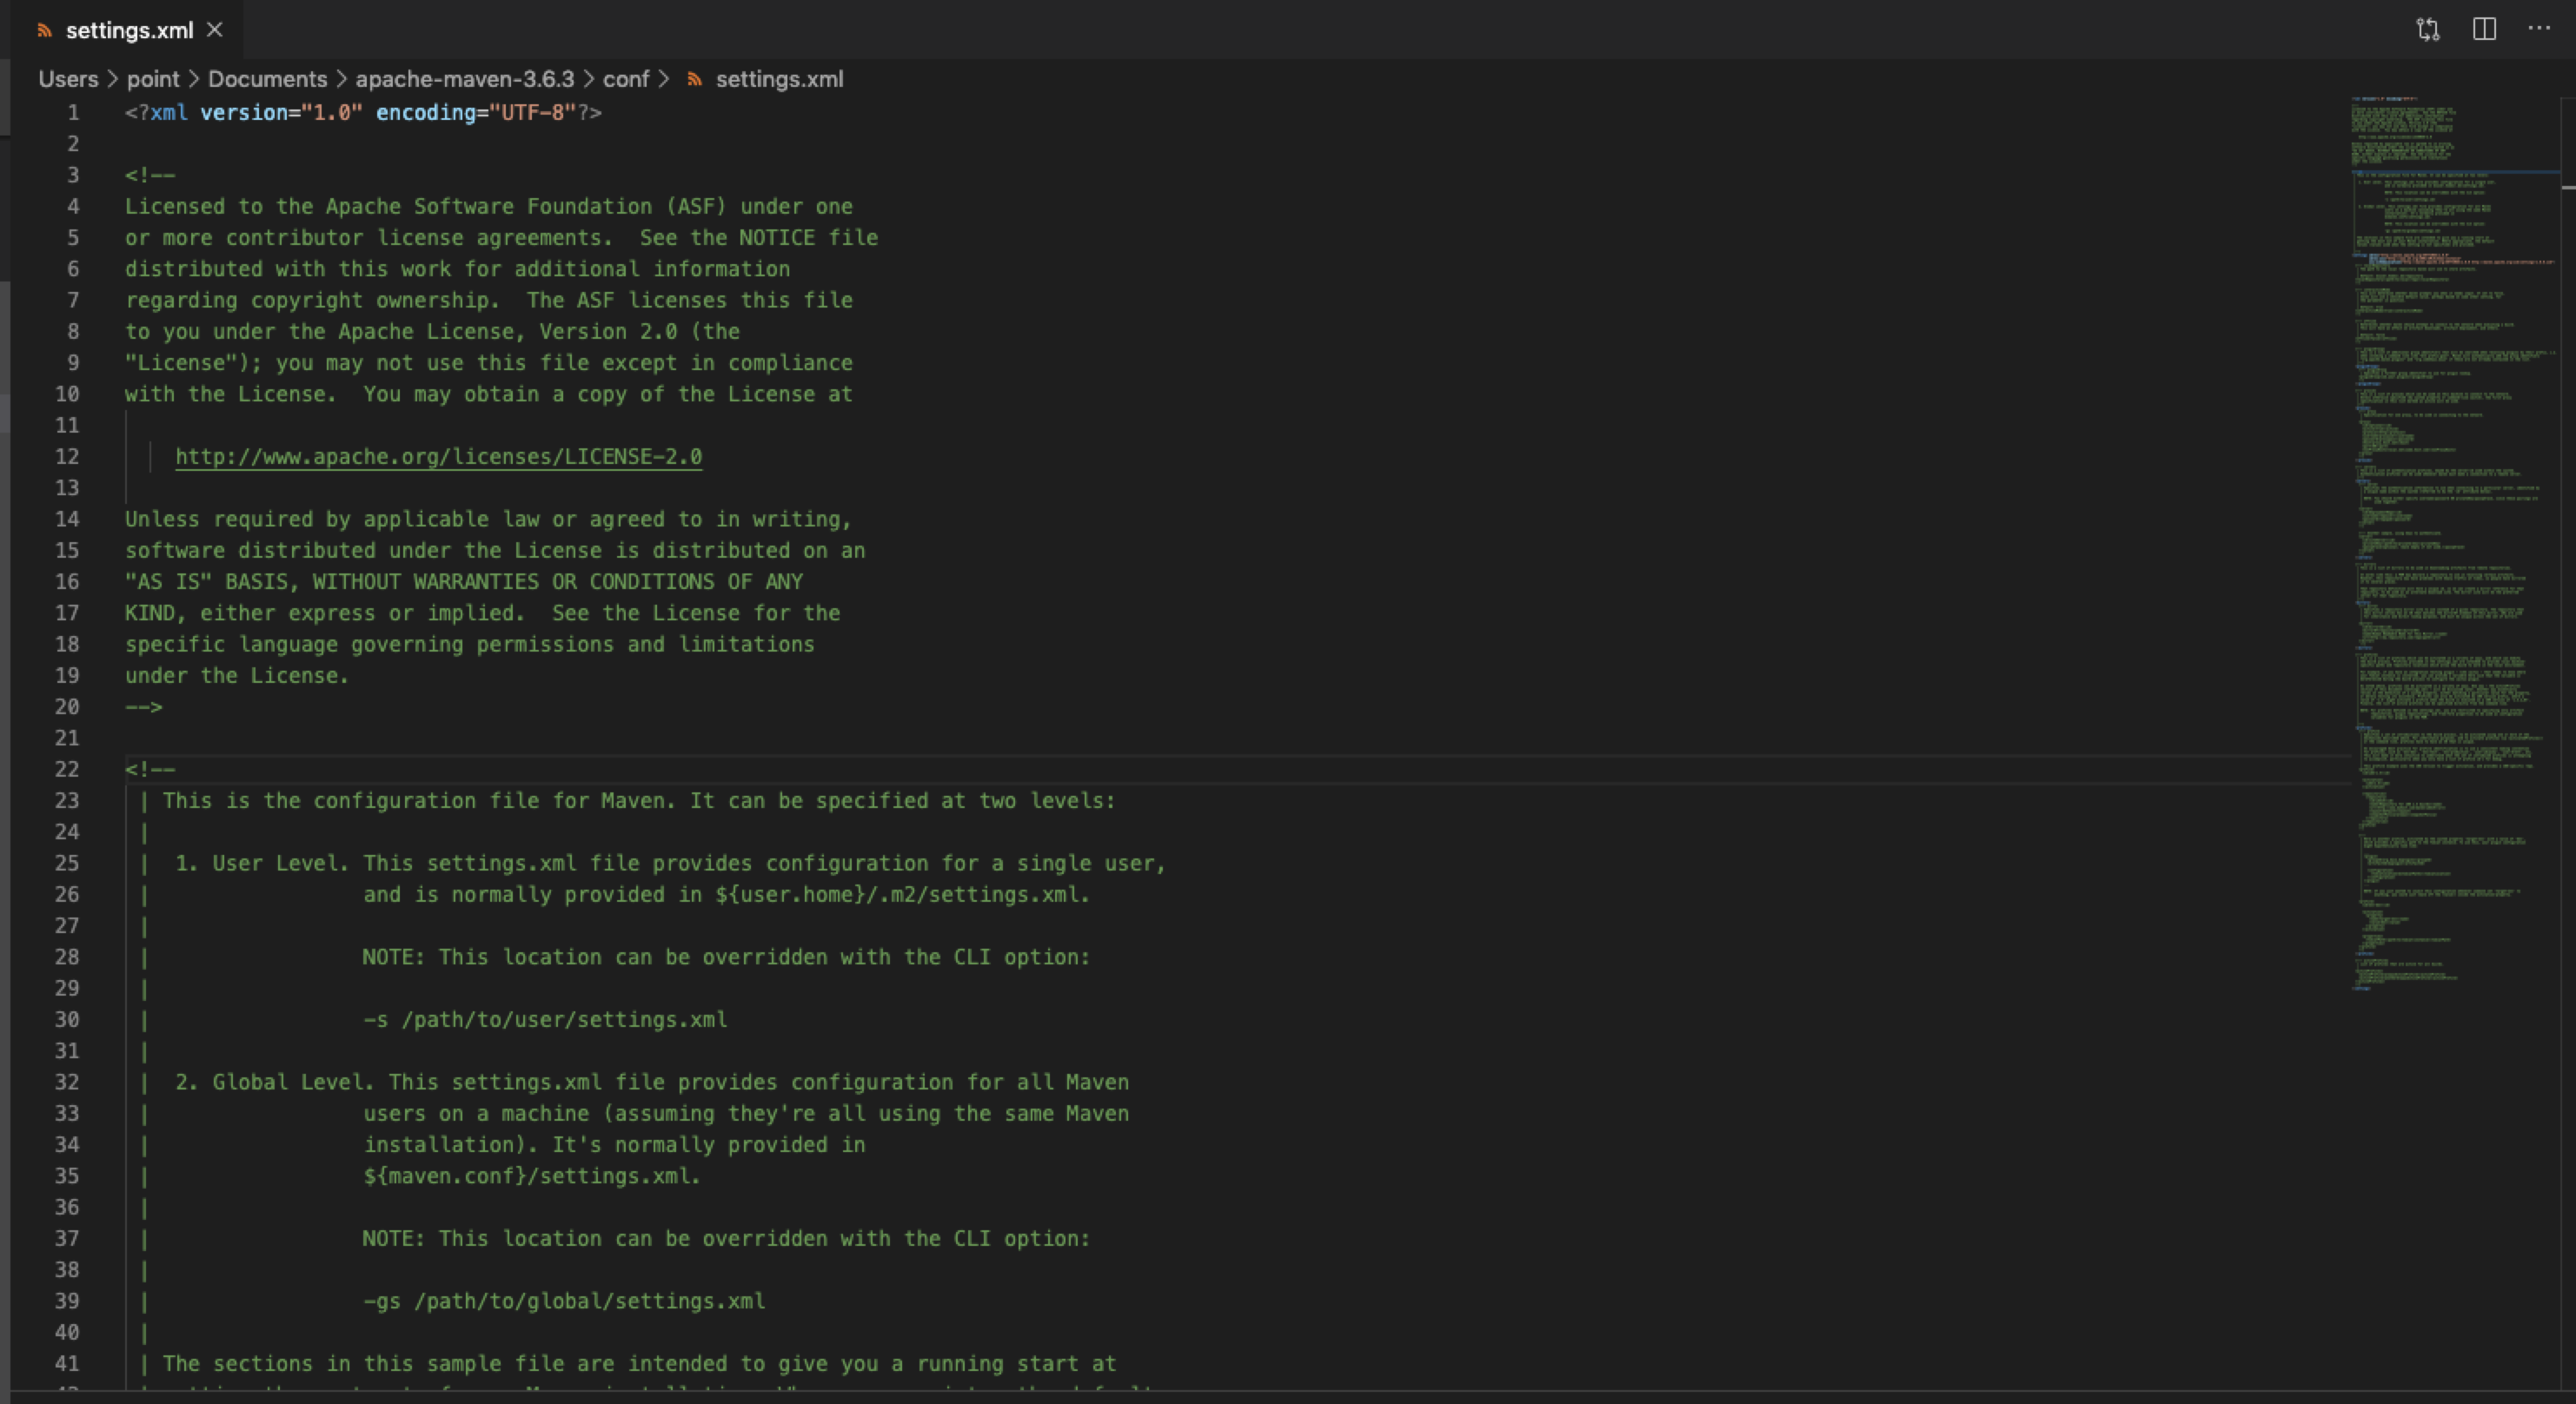 settings.xml
Users > point > Documents > apache-maven-3.6.3 > conf > settings.xml
1 <?xml version="1.0" encoding="UTF-8"?>
2
3 <!--
4 Licensed to the Apache Software Foundation (ASF) under one
5 or more contributor license agreements.  See the NOTICE file
6 distributed with this work for additional information
7 regarding copyright ownership.  The ASF licenses this file
8 to you under the Apache License, Version 2.0 (the
9 "License"); you may not use this file except in compliance
10 with the License.  You may obtain a copy of the License at
11
12     http://www.apache.org/licenses/LICENSE-2.0
13
14 Unless required by applicable law or agreed to in writing,
15 software distributed under the License is distributed on an
16 "AS IS" BASIS, WITHOUT WARRANTIES OR CONDITIONS OF ANY
17 KIND, either express or implied.  See the License for the
18 specific language governing permissions and limitations
19 under the License.
20 -->
21
22 <!--
23  | This is the configuration file for Maven. It can be specified at two levels:
24  |
25  |  1. User Level. This settings.xml file provides configuration for a single user,
26  |                 and is normally provided in ${user.home}/.m2/settings.xml.
27  |
28  |                 NOTE: This location can be overridden with the CLI option:
29  |
30  |                 -s /path/to/user/settings.xml
31  |
32  |  2. Global Level. This settings.xml file provides configuration for all Maven
33  |                 users on a machine (assuming they're all using the same Maven
34  |                 installation). It's normally provided in
35  |                 ${maven.conf}/settings.xml.
36  |
37  |                 NOTE: This location can be overridden with the CLI option:
38  |
39  |                 -gs /path/to/global/settings.xml
40  |
41  | The sections in this sample file are intended to give you a running start at